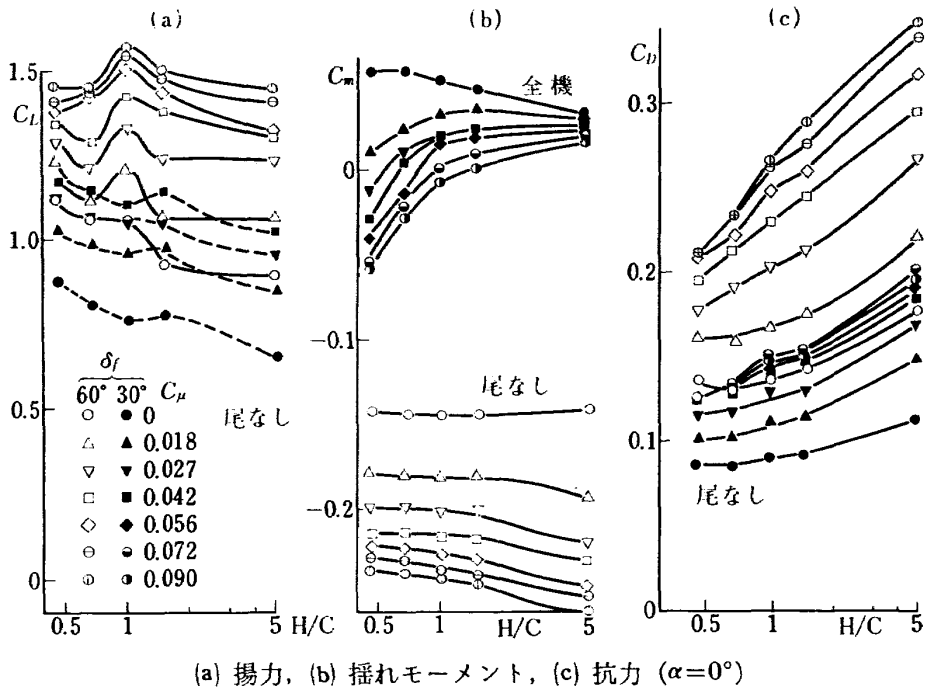 (a)
(b)
(c)
1.5
C_L
1.0
0.5
0
δ_f
60° 30° C_μ
0
0.018
0.027
0.042
0.056
0.072
0.090
尾なし
0.5 1 5 H/C
C_m
全機
0
−0.1
尾なし
−0.2
0.5 1 H/C 5
C_D
0.3
0.2
0.1
尾なし
0
0.5 1 H/C 5
(a) 揚力, (b) 揺れモーメント, (c) 抗力 (α=0°)